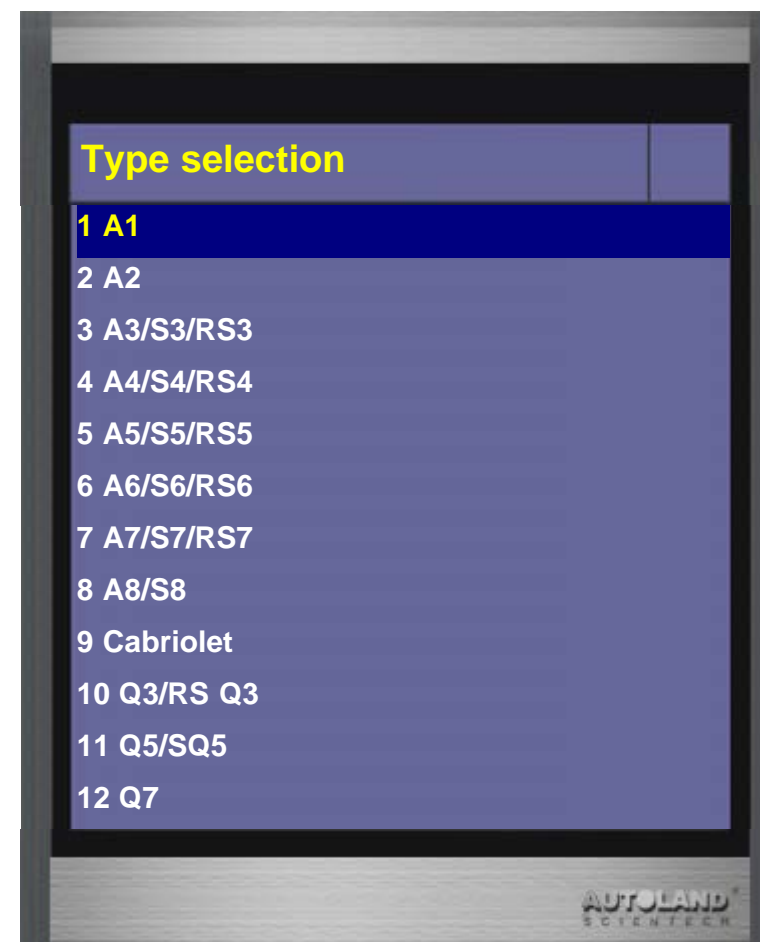 Type selection
1 A1
2 A2
3 A3/S3/RS3
4 A4/S4/RS4
5 A5/S5/RS5
6 A6/S6/RS6
7 A7/S7/RS7
8 A8/S8
9 Cabriolet
10 Q3/RS Q3
11 Q5/SQ5
12 Q7
AUTOLAND
SCIENTECH